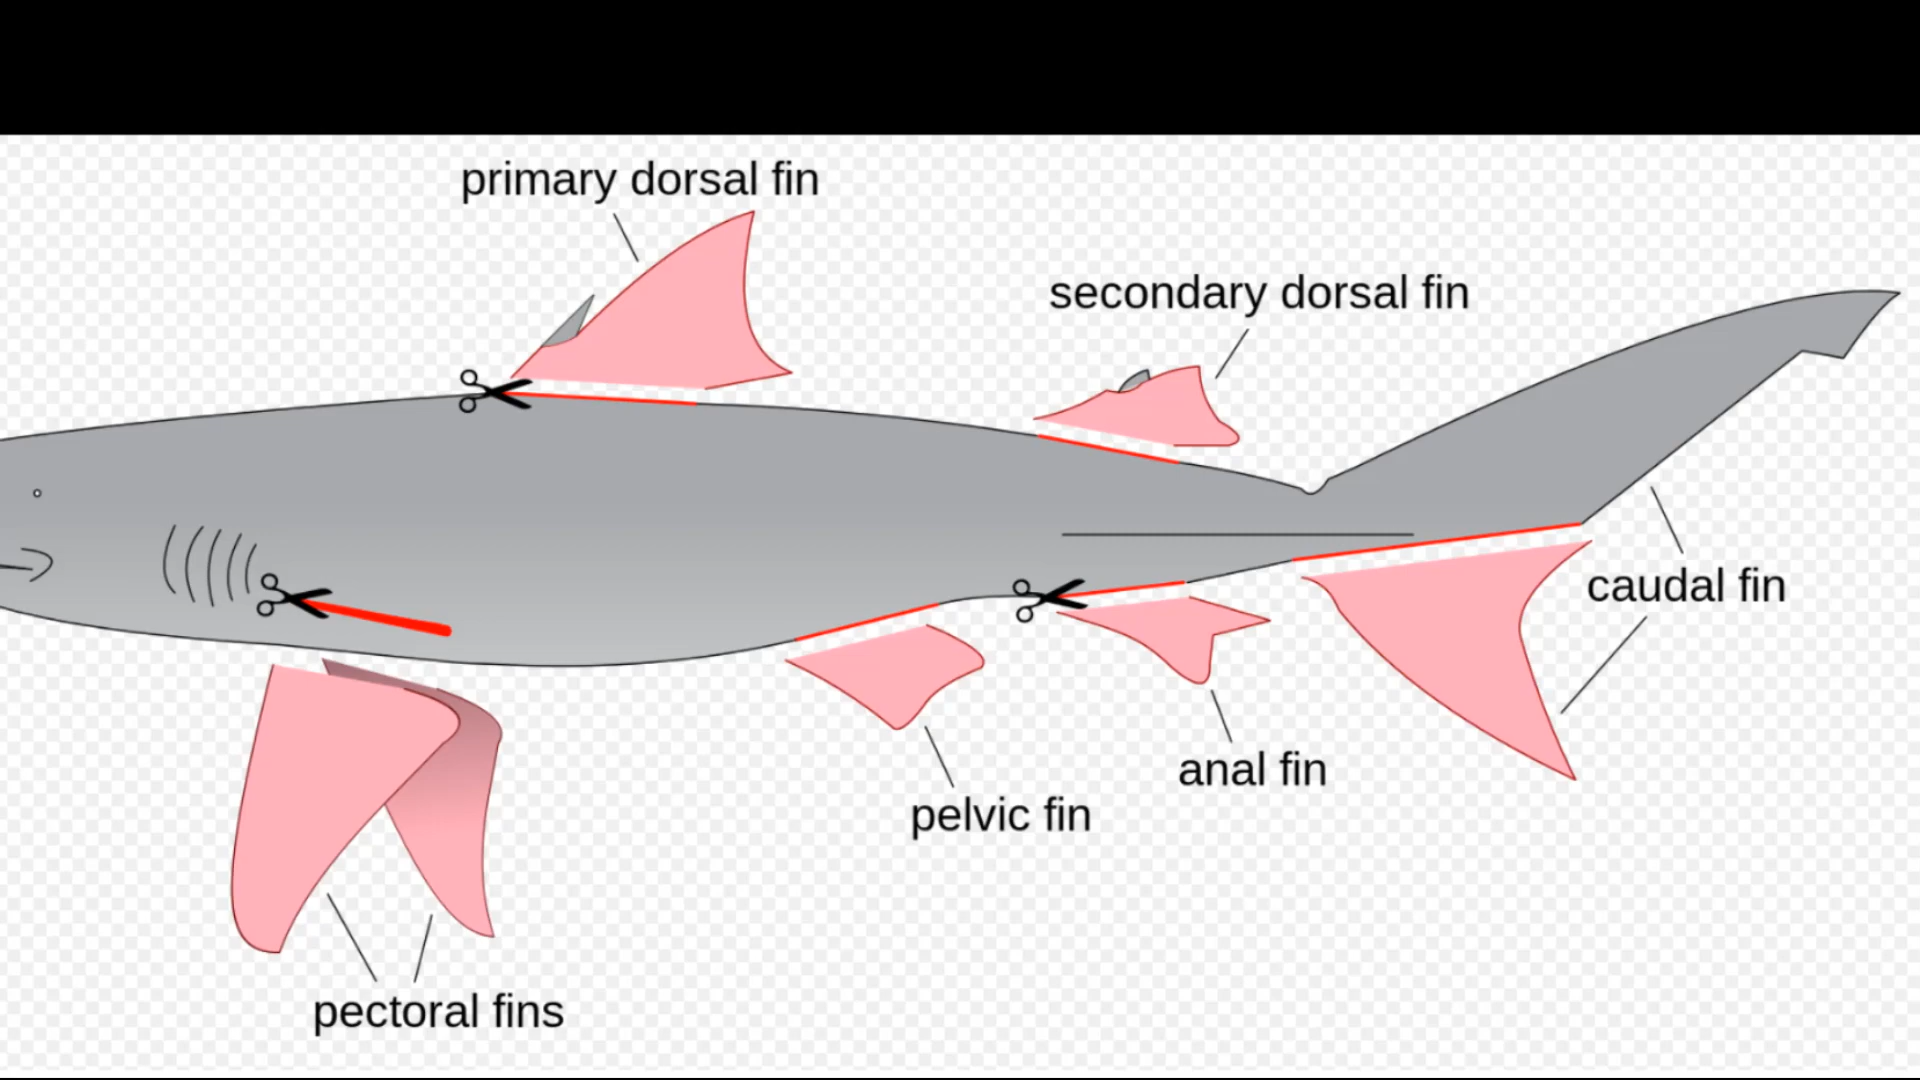 primary dorsal fin
secondary dorsal fin
caudal fin
anal fin
pelvic fin
pectoral fins